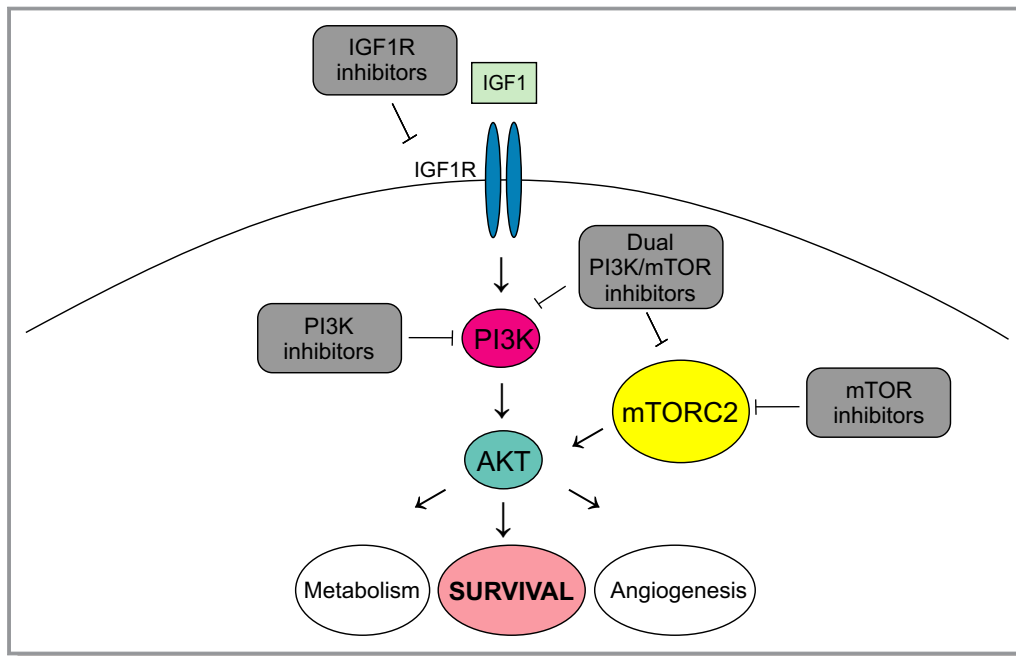 IGF1R
inhibitors
IGF1
IGF1R
Dual
PI3K/mTOR
inhibitors
PI3K
inhibitors
PI3K
mTORC2
mTOR
inhibitors
AKT
Metabolism
SURVIVAL
Angiogenesis